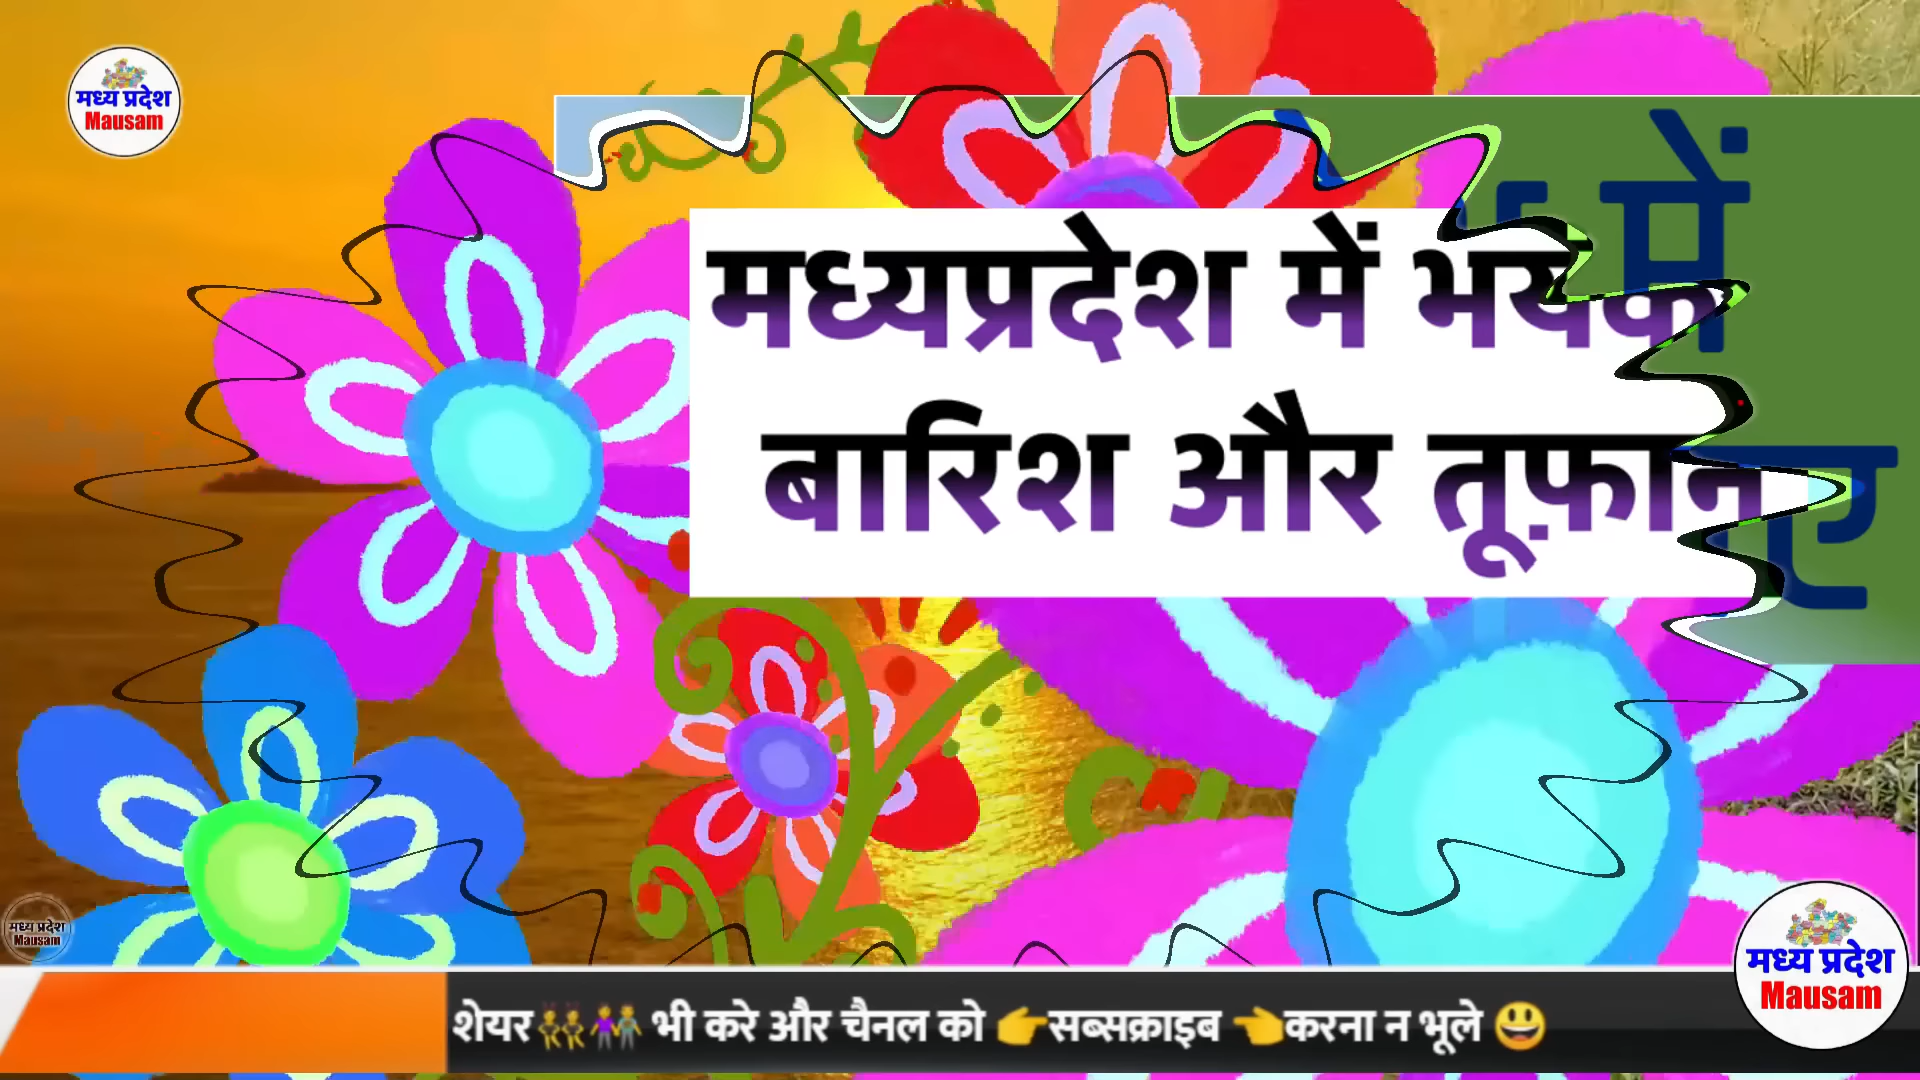 मध्य प्रदेश
Mausam
में
मध्यप्रदेश में
बारिश और तूफ़ान
ए
मध्य प्रदेश
Mausam
मध्य प्रदेश
Mausam
शेयर 👯👫 भी करे और चैनल को 👉सब्सक्राइब 👈करना न भूले 😃